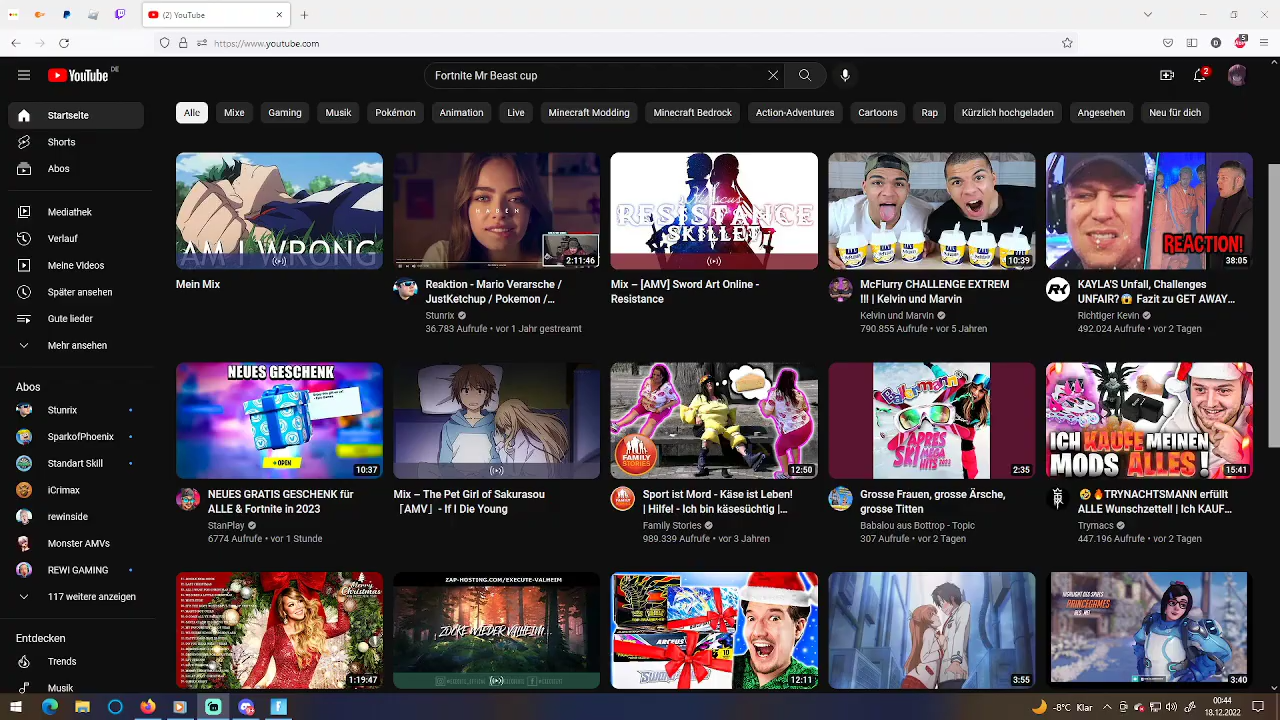 (2) YouTube
https://www.youtube.com
YouTube DE
Fortnite Mr Beast cup
2
Startseite
Shorts
Abos
Mediathek
Verlauf
Meine Videos
Später ansehen
Gute lieder
Mehr ansehen
Abos
Stunrix
SparkofPhoenix
Standart Skill
iCrimax
rewinside
Monster AMVs
REWI GAMING
117 weitere anzeigen
Entdecken
Trends
Musik
Alle
Mixe
Gaming
Musik
Pokémon
Animation
Live
Minecraft Modding
Minecraft Bedrock
Action-Adventures
Cartoons
Rap
Kürzlich hochgeladen
Angesehen
Neu für dich
AM I WRONG
Mein Mix
HABEN
2:11:46
Reaktion - Mario Verarsche /
JustKetchup / Pokemon /...
Stunrix
36.783 Aufrufe • vor 1 Jahr gestreamt
RESISTANCE
SKILLET
Mix – [AMV] Sword Art Online -
Resistance
10:39
McFlurry CHALLENGE EXTREM
!!! | Kelvin und Marvin
Kelvin und Marvin
790.855 Aufrufe • vor 5 Jahren
REACTION!
38:05
RK
KAYLA'S Unfall, Challenges
UNFAIR?😱 Fazit zu GET AWAY...
Richtiger Kevin
492.024 Aufrufe • vor 2 Tagen
NEUES GESCHENK
OPEN
10:37
NEUES GRATIS GESCHENK für
ALLE & Fortnite in 2023
StanPlay
6774 Aufrufe • vor 1 Stunde
Mix – The Pet Girl of Sakurasou
「AMV」- If I Die Young
FAMILY
STORIES
12:50
Sport ist Mord - Käse ist Leben!
| Hilfe! - Ich bin käsesüchtig |...
Family Stories
989.339 Aufrufe • vor 3 Jahren
APRES
SKI MEGA
HITS 2023
2:35
Grosse Frauen, grosse Ärsche,
grosse Titten
Babalou aus Bottrop - Topic
307 Aufrufe • vor 2 Tagen
ICH KAUFE MEINEN
MODS ALLES!
15:41
🤑🔥TRYNACHTSMANN erfüllt
ALLE Wunschzettel | Ich KAUF...
Trymacs
447.196 Aufrufe • vor 2 Tagen
1:19:47
ZAP-HOSTING.COM/EXECUTE-VALHEIM
ARCEUS
10
12:11
3:55
PRINCEGMES
3:40
-8°C Klar
00:44
18.12.2022